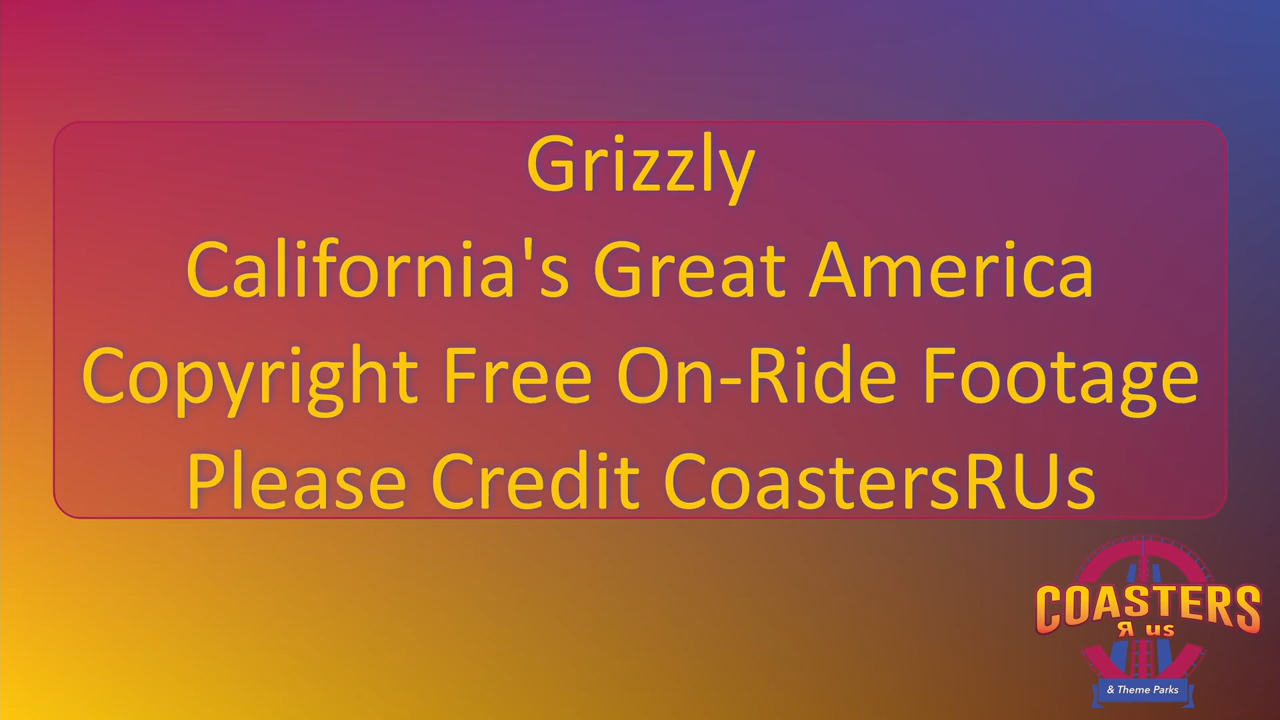 Grizzly
California's Great America
Copyright Free On-Ride Footage
Please Credit CoastersRUs
COASTERS
Я us
& Theme Parks